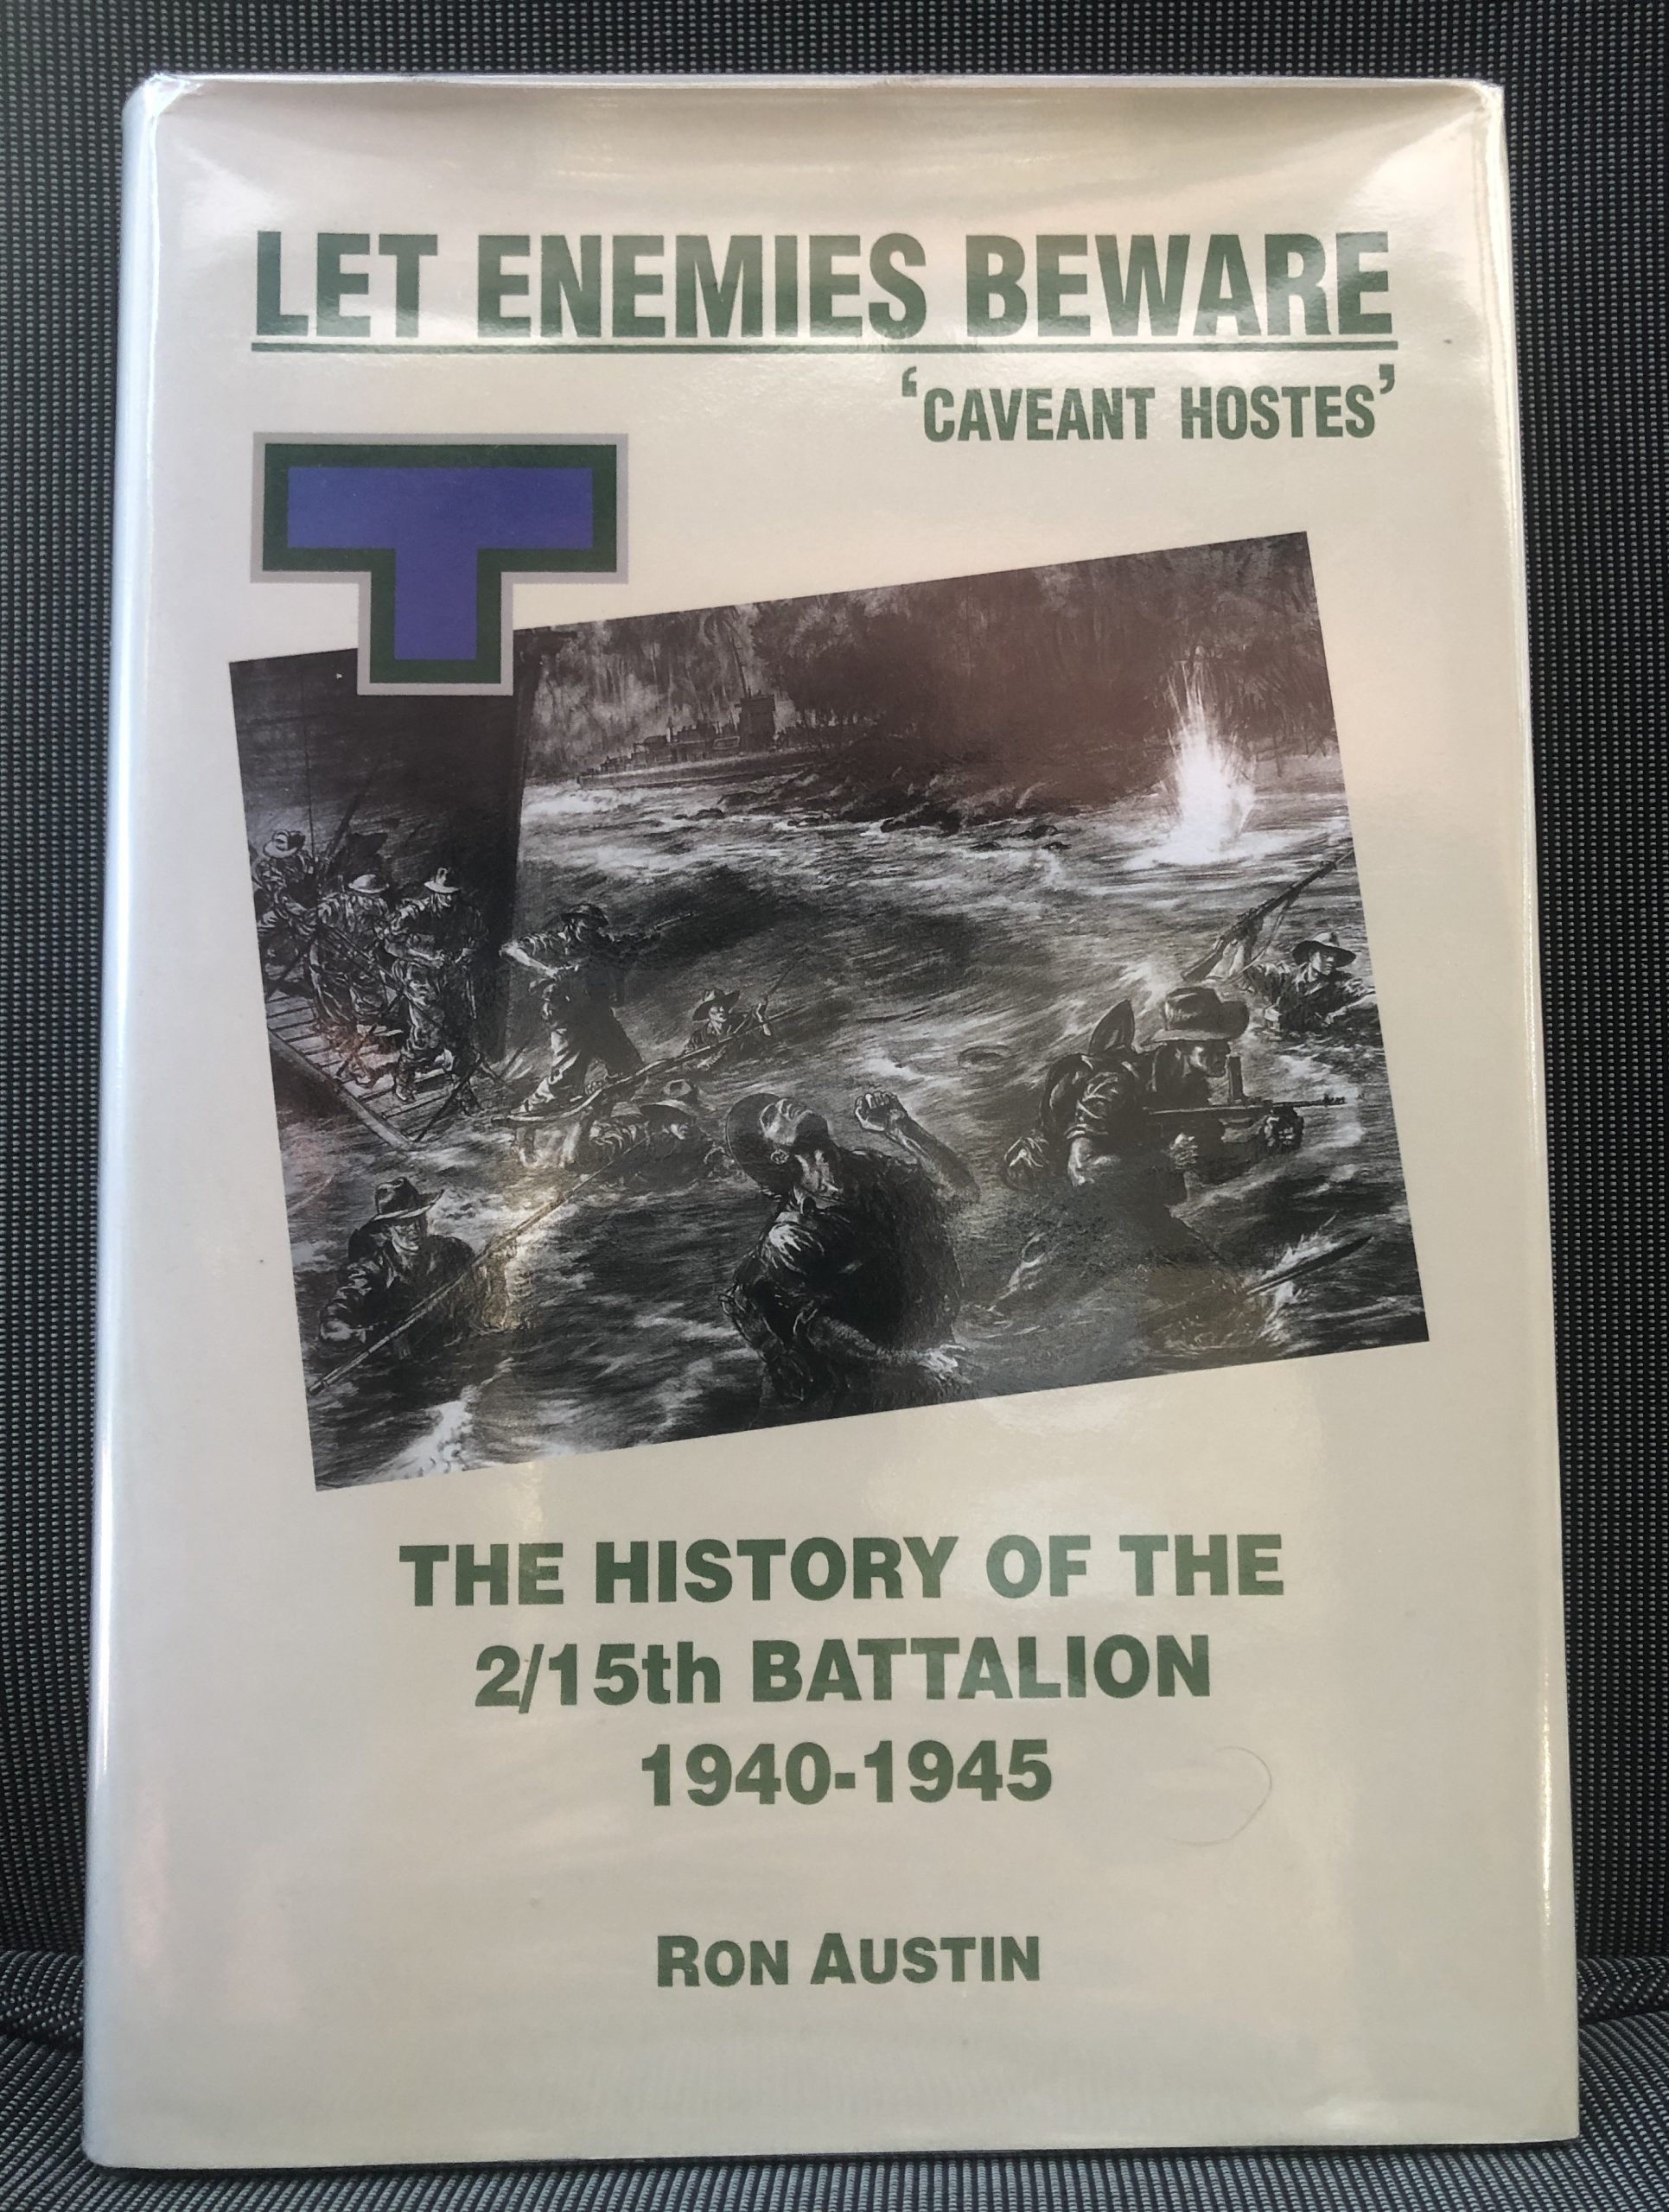 LET ENEMIES BEWARE
‘CAVEANT HOSTES’
T
THE HISTORY OF THE
2/15th BATTALION
1940-1945
RON AUSTIN